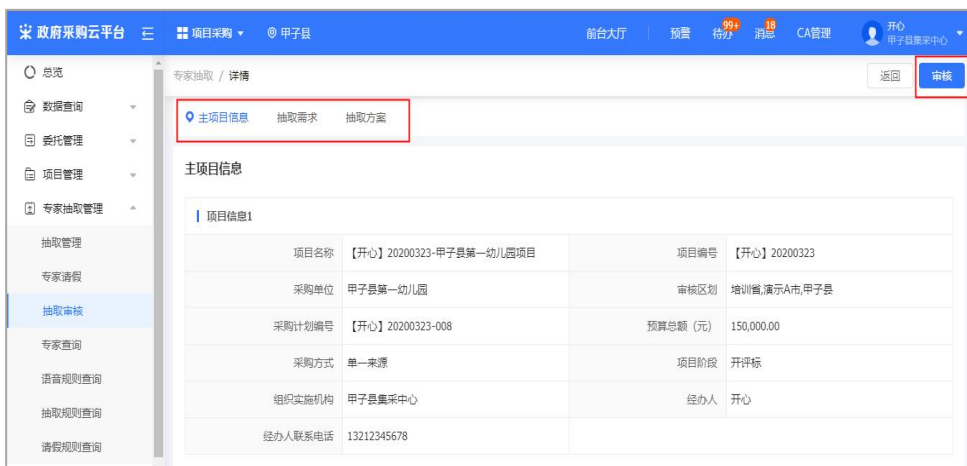 政府采购云平台 项目采购 甲子县 前台大厅 预警 待办 99+ 消息 18 CA管理 开心
甲子县集采中心
总览
数据查询
委托管理
项目管理
专家抽取管理
抽取管理
专家请假
抽取审核
专家查询
语音规则查询
抽取规则查询
请假规则查询
专家抽取 / 详情 返回 审核
主项目信息 抽取需求 抽取方案
主项目信息
项目信息1
项目名称 【开心】20200323-甲子县第一幼儿园项目 项目编号 【开心】20200323
采购单位 甲子县第一幼儿园 审核区划 培训省,演示A市,甲子县
采购计划编号 【开心】20200323-008 预算总额（元） 150,000.00
采购方式 单一来源 项目阶段 开评标
组织实施机构 甲子县集采中心 经办人 开心
经办人联系电话 13212345678